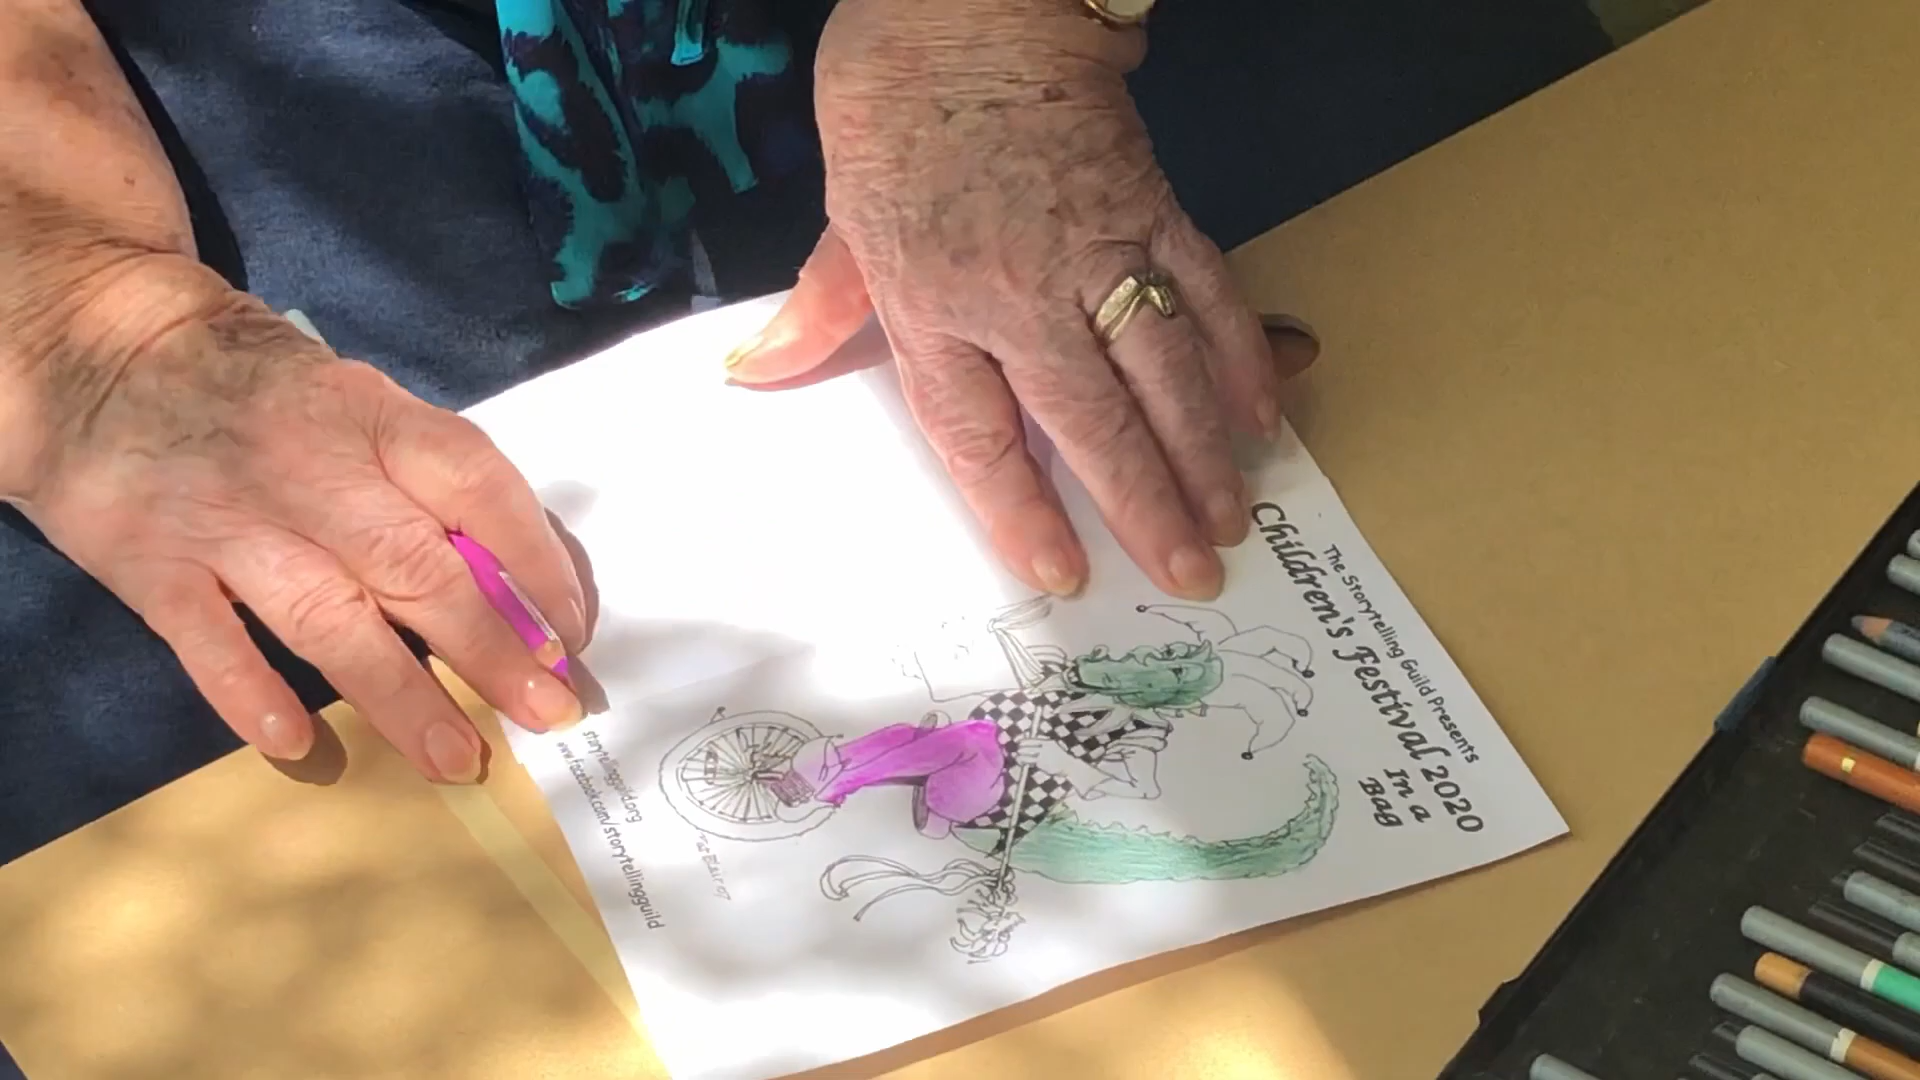 The Storytelling Guild Presents
Children's Festival 2020
In a
Bag
storytellingguild.org
www.facebook.com/storytellingguild